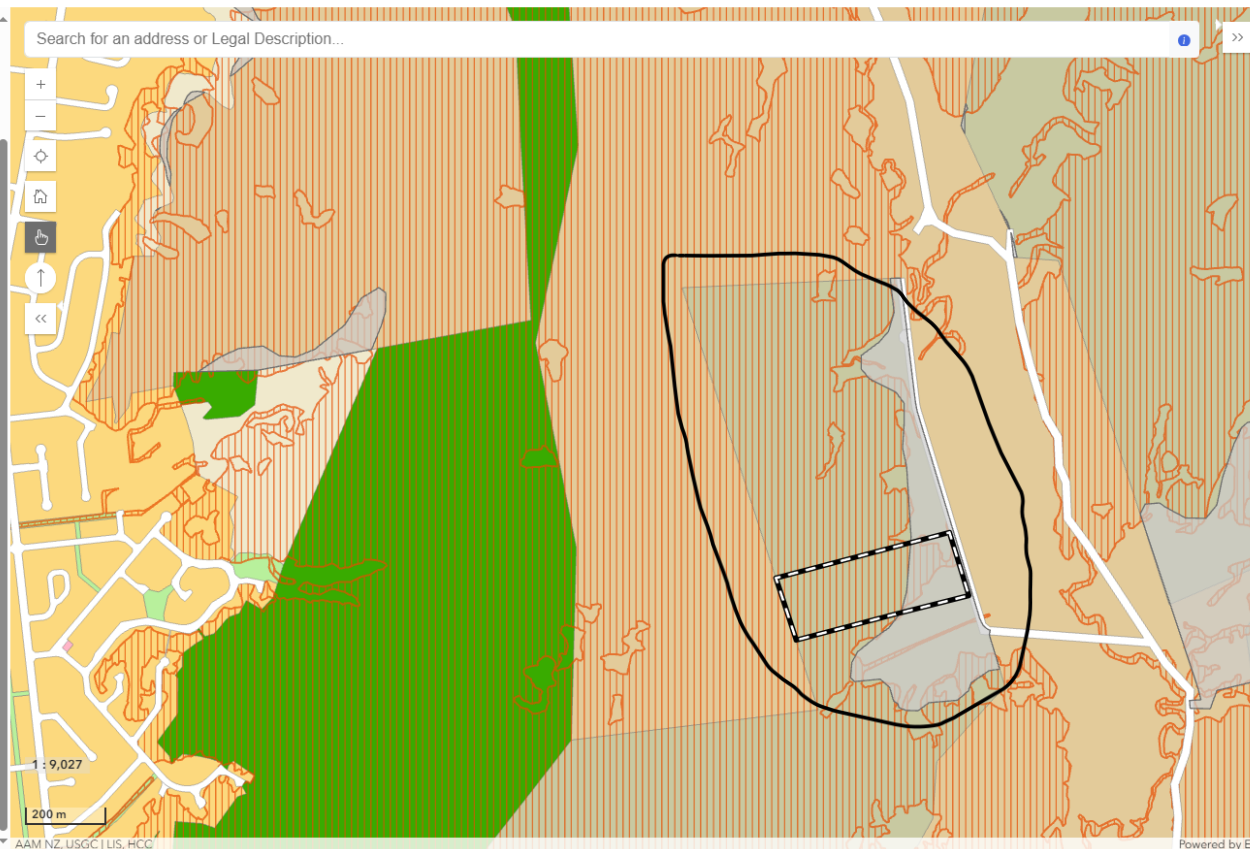 Search for an address or Legal Description...
1 : 9,027
200 m
AAM NZ, USGC | LIS, HCC
Powered by E